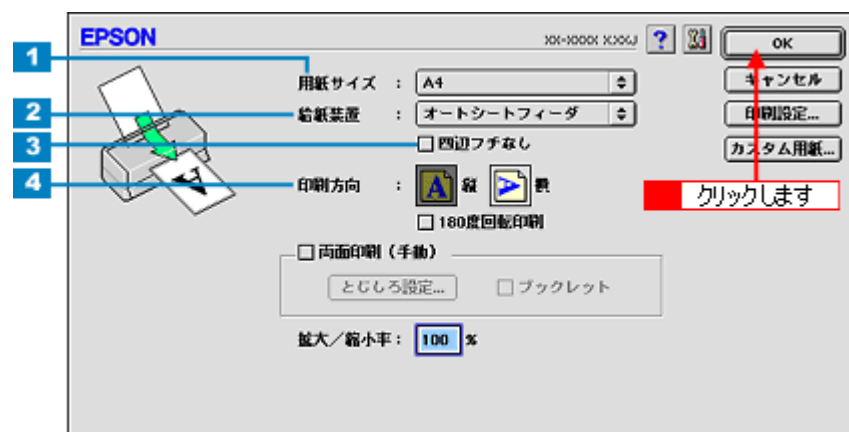 EPSON
XX-XXXX X.XXJ
?
OK
1
用紙サイズ : A4
キャンセル
2
給紙装置 : オートシートフィーダ
印刷設定...
3
四辺フチなし
カスタム用紙...
4
印刷方向 : A 縦 A 横
クリックします
180度回転印刷
A
両面印刷（手動）
とじしろ設定...
ブックレット
拡大／縮小率： 100 %